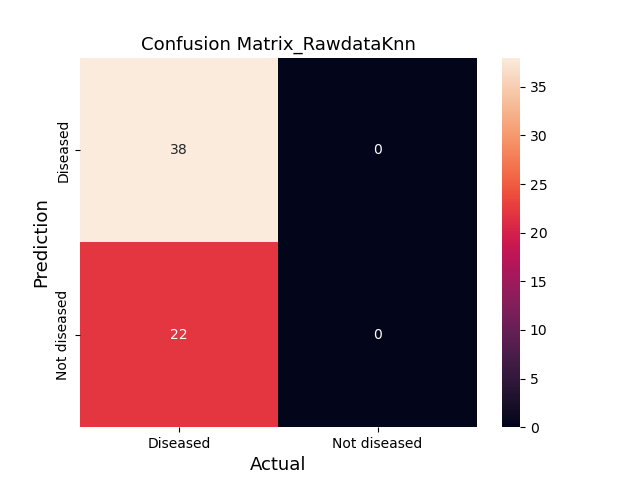 Confusion Matrix_RawdataKnn
Prediction
Diseased
Not diseased
38
0
22
0
Diseased
Not diseased
Actual
35
30
25
20
15
10
5
0